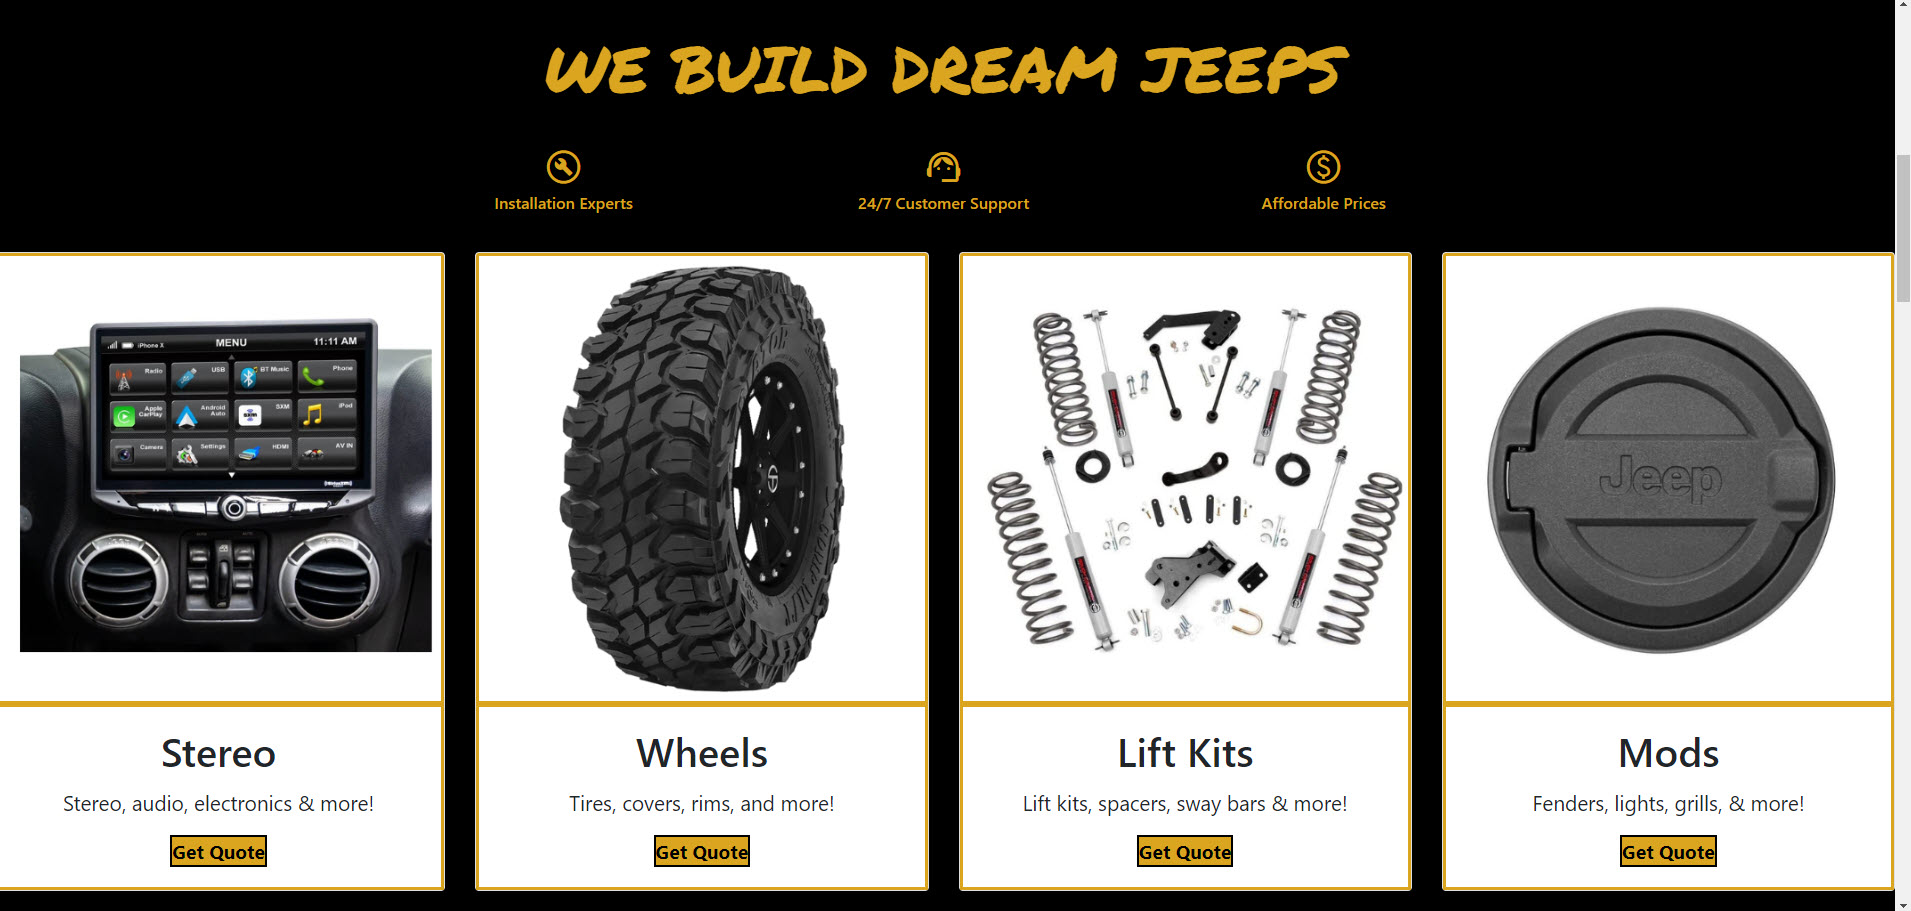 WE BUILD DREAM JEEPS
Installation Experts
24/7 Customer Support
Affordable Prices
iPhone X
MENU
11:11 AM
Radio
USB
BT Music
Phone
Apple CarPlay
Android Auto
SXM
SXM
iPod
Camera
Settings
HDMI
AV IN
Jeep
Jeep
Jeep
Stereo
Stereo, audio, electronics & more!
Get Quote
Wheels
Tires, covers, rims, and more!
Get Quote
Lift Kits
Lift kits, spacers, sway bars & more!
Get Quote
Mods
Fenders, lights, grills, & more!
Get Quote